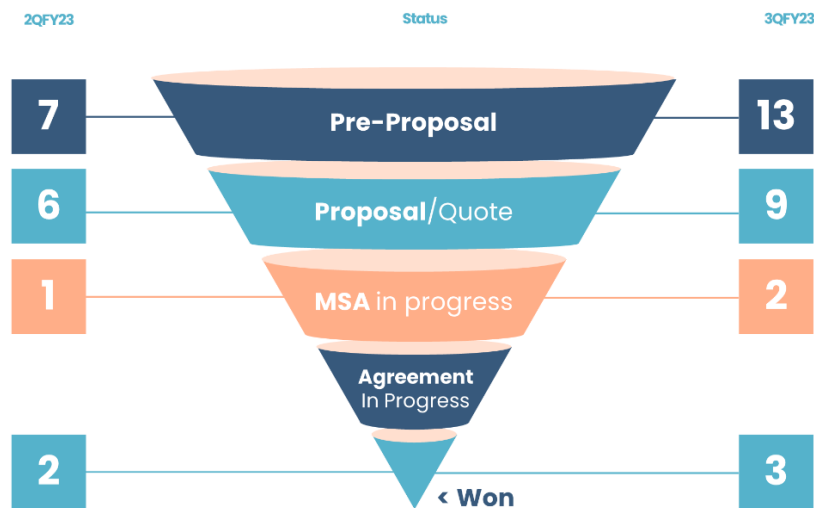 2QFY23 Status 3QFY23
7 Pre-Proposal 13
6 Proposal/Quote 9
1 MSA in progress 2
Agreement
In Progress
2 < Won 3